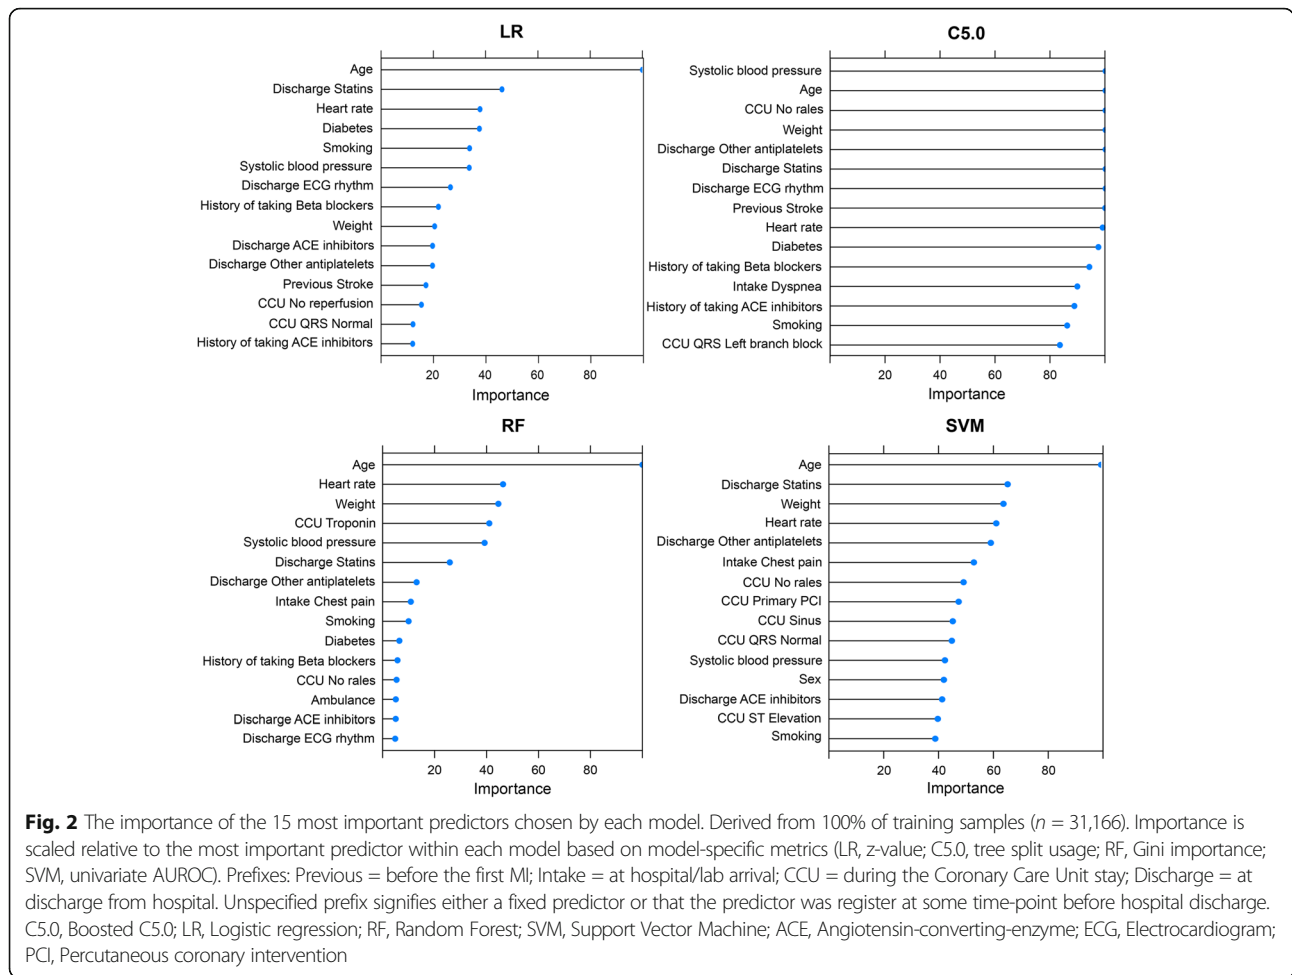 LR
Age
Discharge Statins
Heart rate
Diabetes
Smoking
Systolic blood pressure
Discharge ECG rhythm
History of taking Beta blockers
Weight
Discharge ACE inhibitors
Discharge Other antiplatelets
Previous Stroke
CCU No reperfusion
CCU QRS Normal
History of taking ACE inhibitors
20 40 60 80
Importance
C5.0
Systolic blood pressure
Age
CCU No rales
Weight
Discharge Other antiplatelets
Discharge Statins
Discharge ECG rhythm
Previous Stroke
Heart rate
Diabetes
History of taking Beta blockers
Intake Dyspnea
History of taking ACE inhibitors
Smoking
CCU QRS Left branch block
20 40 60 80
Importance
RF
Age
Heart rate
Weight
CCU Troponin
Systolic blood pressure
Discharge Statins
Discharge Other antiplatelets
Intake Chest pain
Smoking
Diabetes
History of taking Beta blockers
CCU No rales
Ambulance
Discharge ACE inhibitors
Discharge ECG rhythm
20 40 60 80
Importance
SVM
Age
Discharge Statins
Weight
Heart rate
Discharge Other antiplatelets
Intake Chest pain
CCU No rales
CCU Primary PCI
CCU Sinus
CCU QRS Normal
Systolic blood pressure
Sex
Discharge ACE inhibitors
CCU ST Elevation
Smoking
20 40 60 80
Importance
Fig. 2 The importance of the 15 most important predictors chosen by each model. Derived from 100% of training samples (n = 31,166). Importance is
scaled relative to the most important predictor within each model based on model-specific metrics (LR, z-value; C5.0, tree split usage; RF, Gini importance;
SVM, univariate AUROC). Prefixes: Previous = before the first MI; Intake = at hospital/lab arrival; CCU = during the Coronary Care Unit stay; Discharge = at
discharge from hospital. Unspecified prefix signifies either a fixed predictor or that the predictor was register at some time-point before hospital discharge.
C5.0, Boosted C5.0; LR, Logistic regression; RF, Random Forest; SVM, Support Vector Machine; ACE, Angiotensin-converting-enzyme; ECG, Electrocardiogram;
PCI, Percutaneous coronary intervention